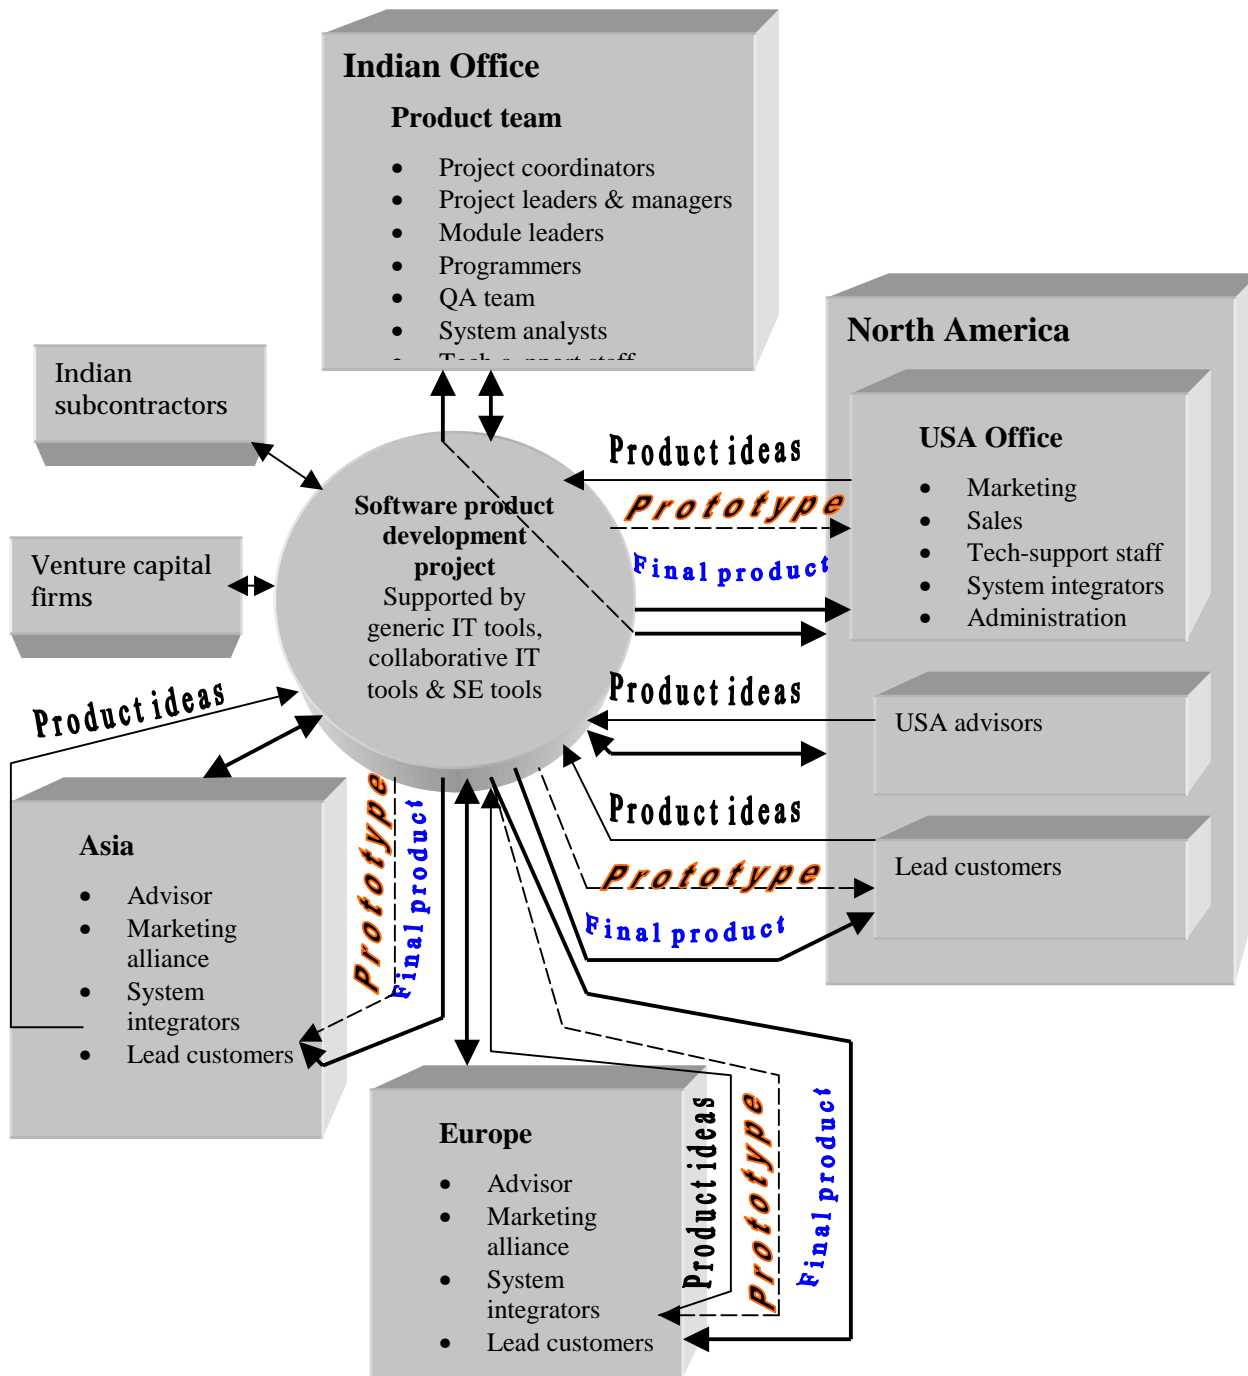 Indian Office
Product team
• Project coordinators
• Project leaders & managers
• Module leaders
• Programmers
• QA team
• System analysts
• Tech-support staff
Indian
subcontractors
Venture capital
firms
Software product
development
project
Supported by
generic IT tools,
collaborative IT
tools & SE tools
North America
USA Office
• Marketing
• Sales
• Tech-support staff
• System integrators
• Administration
USA advisors
Lead customers
Product ideas
Prototype
Final product
Product ideas
Product ideas
Prototype
Final product
Product ideas
Asia
• Advisor
• Marketing
alliance
• System
integrators
• Lead customers
Prototype
Final product
Europe
• Advisor
• Marketing
alliance
• System
integrators
• Lead customers
Product ideas
Prototype
Final product